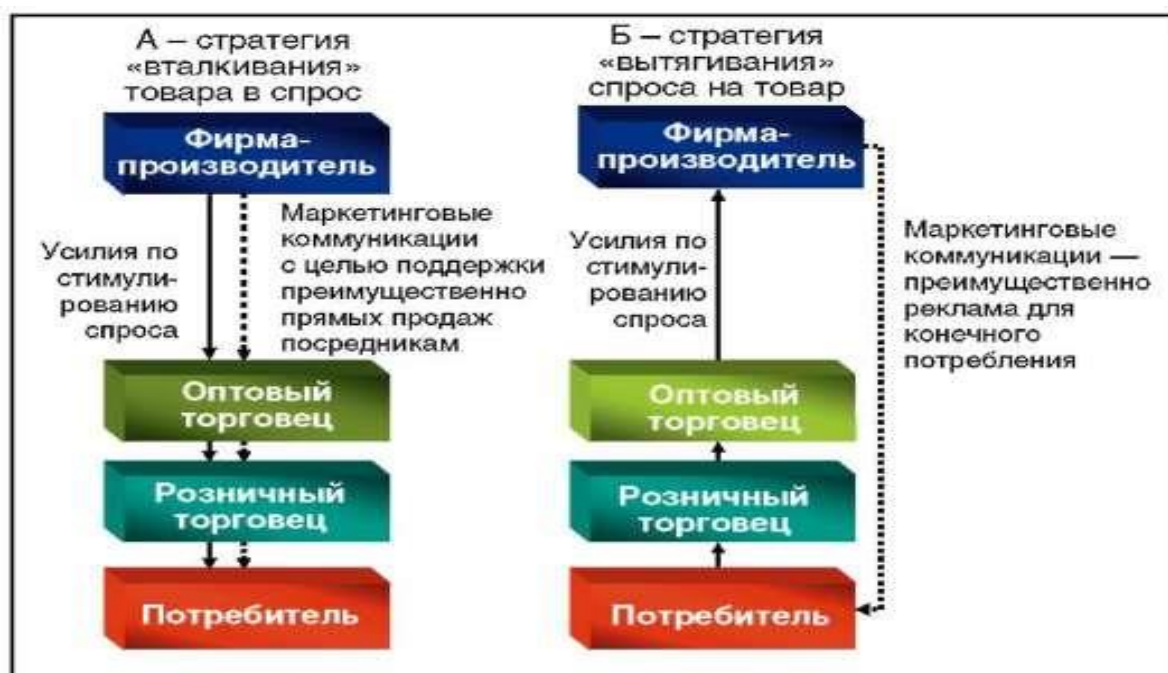 А – стратегия
«вталкивания»
товара в спрос
Фирма-
производитель
Усилия по
стимули-
рованию
спроса
Маркетинговые
коммуникации
с целью поддержки
преимущественно
прямых продаж
посредникам
Оптовый
торговец
Розничный
торговец
Потребитель
Б – стратегия
«вытягивания»
спроса на товар
Фирма-
производитель
Усилия по
стимули-
рованию
спроса
Маркетинговые
коммуникации —
преимущественно
реклама для
конечного
потребления
Оптовый
торговец
Розничный
торговец
Потребитель